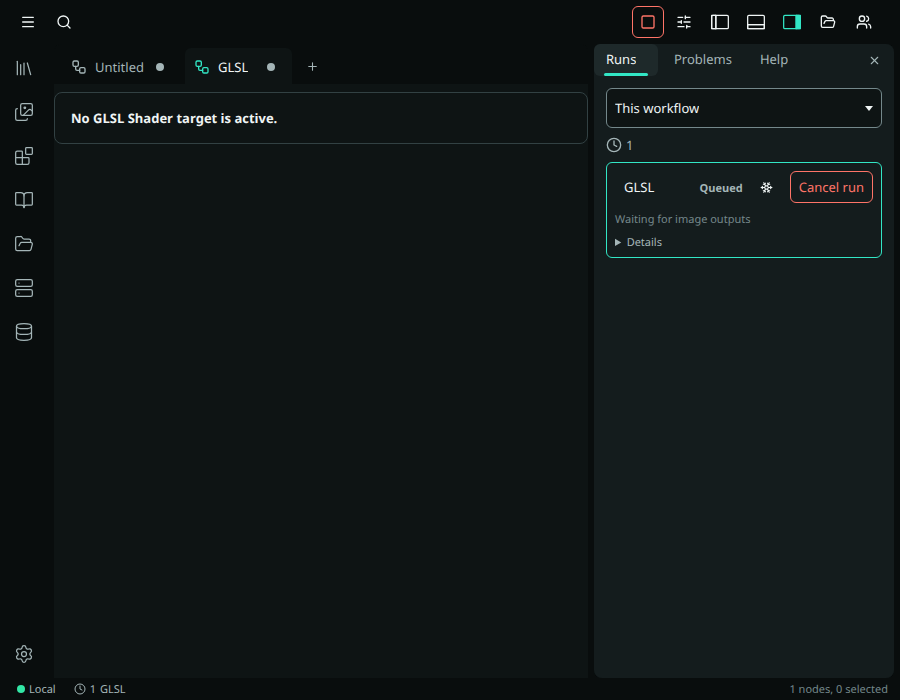 Untitled
GLSL
Runs
Problems
Help
No GLSL Shader target is active.
This workflow
1
GLSL
Queued
Cancel run
Waiting for image outputs
Details
Local
1 GLSL
1 nodes, 0 selected